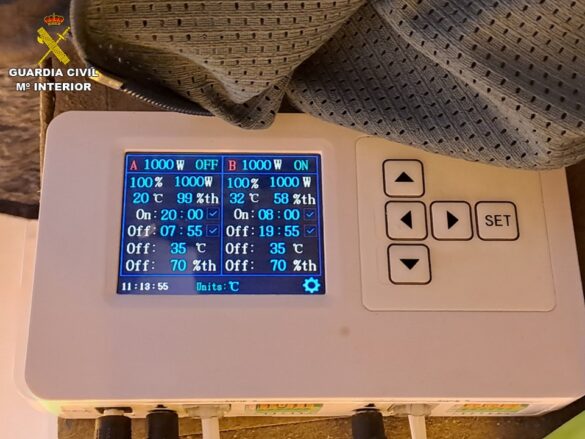 GUARDIA CIVIL
Mº INTERIOR
A 1000W OFF B 1000W ON
100% 1000W 100% 1000W
20℃ 99%th 32℃ 58%th
On: 20:00 On: 08:00
Off: 07:55 Off: 19:55
Off: 35 ℃ Off: 35 ℃
Off: 70 %th Off: 70 %th
11:13:55 Units:℃
SET